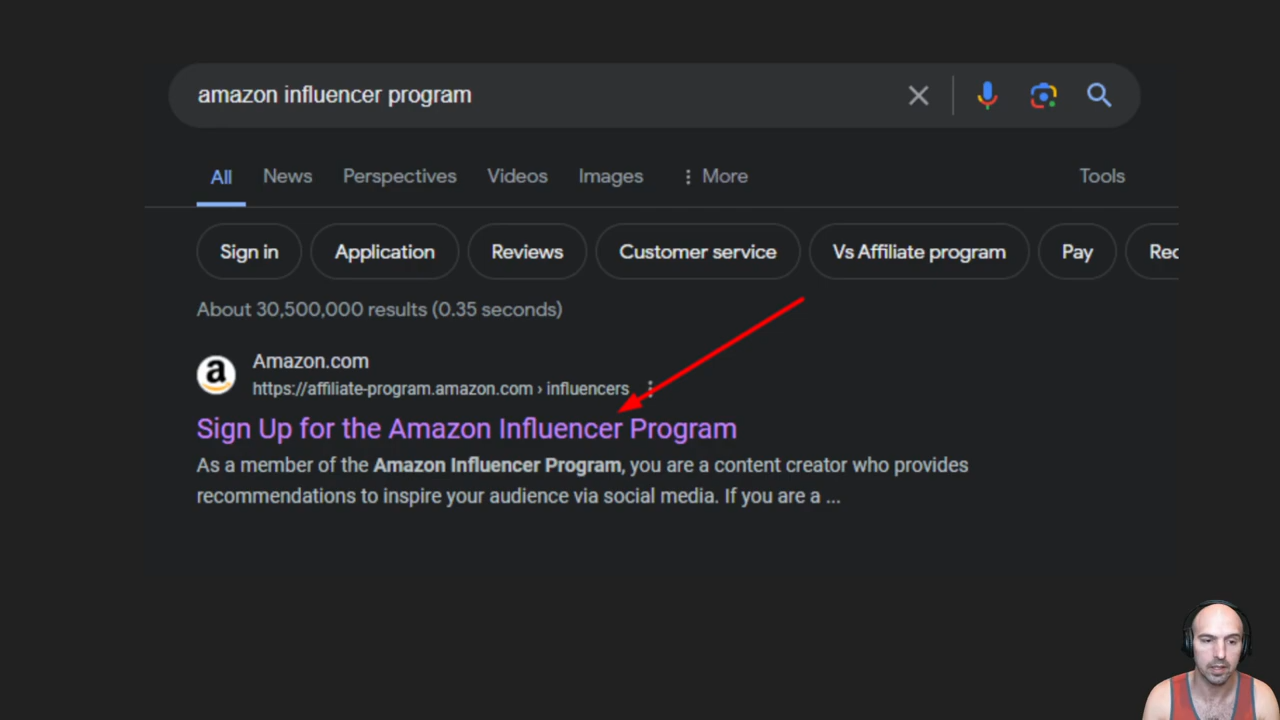 amazon influencer program
All News Perspectives Videos Images More Tools
Sign in Application Reviews Customer service Vs Affiliate program Pay
About 30,500,000 results (0.35 seconds)
a
Amazon.com
https://affiliate-program.amazon.com › influencers
Sign Up for the Amazon Influencer Program
As a member of the Amazon Influencer Program, you are a content creator who provides
recommendations to inspire your audience via social media. If you are a ...